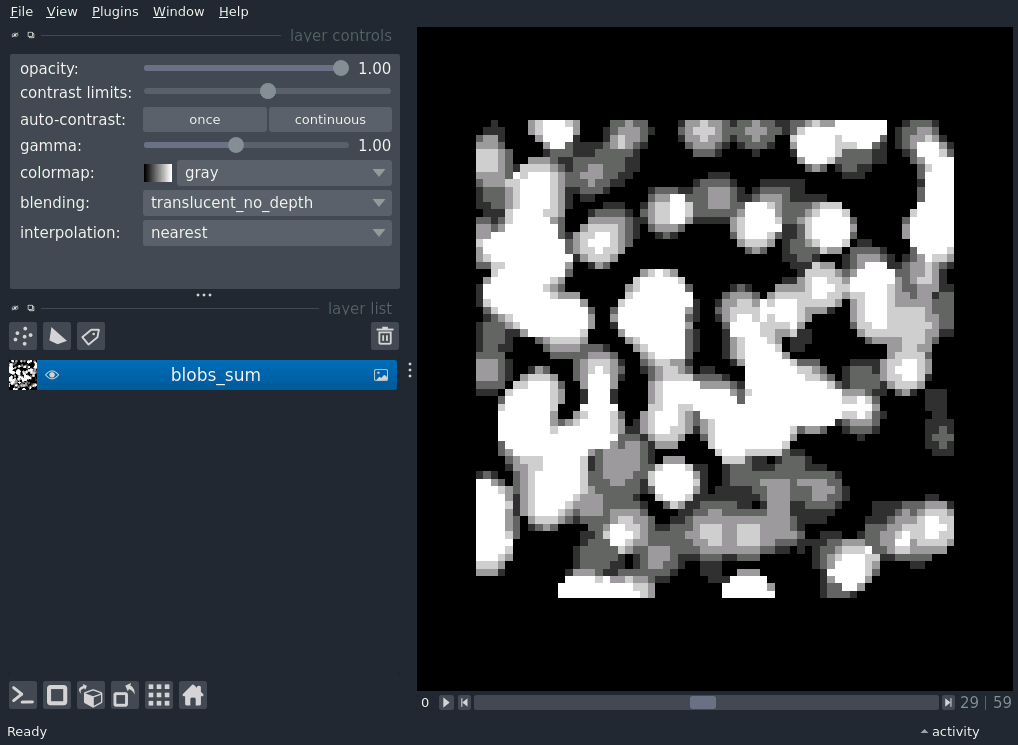 File View Plugins Window Help
layer controls
opacity: 1.00
contrast limits:
auto-contrast: once continuous
gamma: 1.00
colormap: gray
blending: translucent_no_depth
interpolation: nearest
layer list
blobs_sum
0 29 | 59
Ready activity